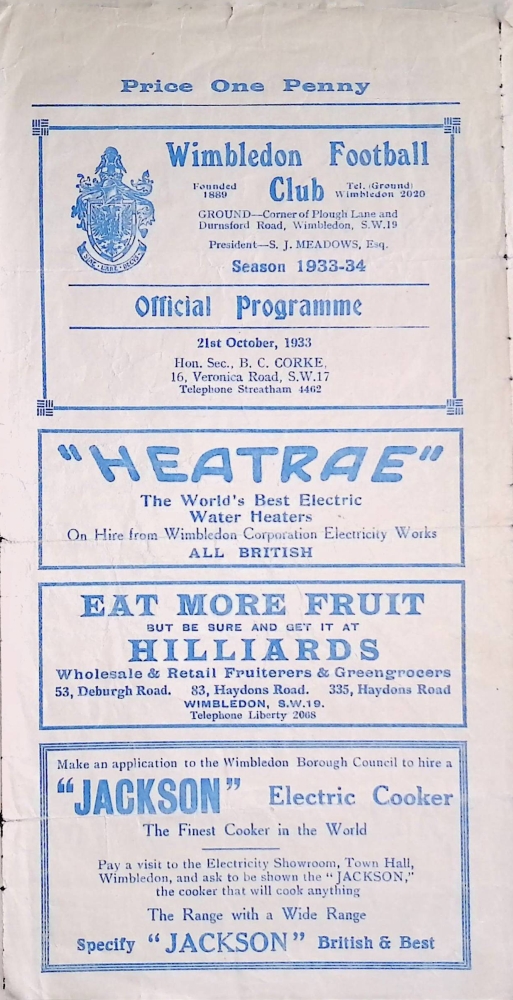 Price One Penny
Wimbledon Football
Founded 1889
Club
Tel. (Ground) Wimbledon 2020
GROUND—Corner of Plough Lane and
Durnsford Road, Wimbledon, S.W.19
President—S. J. MEADOWS, Esq.
Season 1933-34
Official Programme
21st October, 1933
Hon. Sec., B. C. CORKE,
16, Veronica Road, S.W.17
Telephone Streatham 4462
"HEATRAE"
The World's Best Electric
Water Heaters
On Hire from Wimbledon Corporation Electricity Works
ALL BRITISH
EAT MORE FRUIT
BUT BE SURE AND GET IT AT
HILLIARDS
Wholesale & Retail Fruiterers & Greengrocers
53, Deburgh Road. 83, Haydons Road. 335, Haydons Road
WIMBLEDON, S.W.19.
Telephone Liberty 2068
Make an application to the Wimbledon Borough Council to hire a
"JACKSON" Electric Cooker
The Finest Cooker in the World
Pay a visit to the Electricity Showroom, Town Hall,
Wimbledon, and ask to be shown the "JACKSON,"
the cooker that will cook anything
The Range with a Wide Range
Specify "JACKSON" British & Best